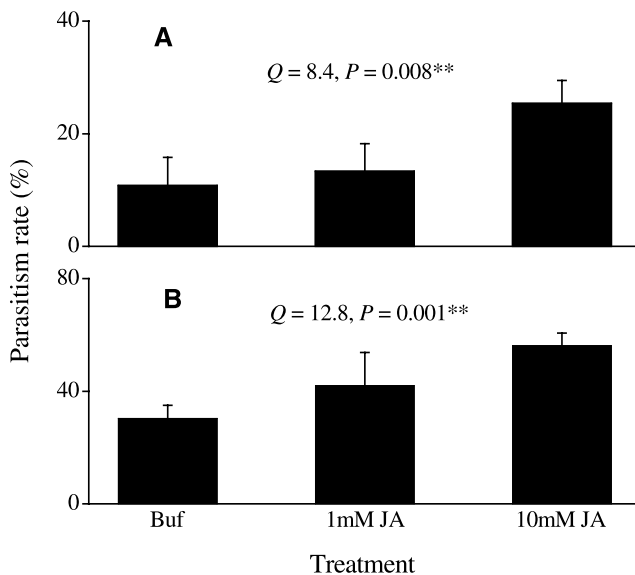 40
A
Q = 8.4, P = 0.008**
20
0
80
B
Q = 12.8, P = 0.001**
40
0
Parasitism rate (%)
Buf 1mM JA 10mM JA
Treatment